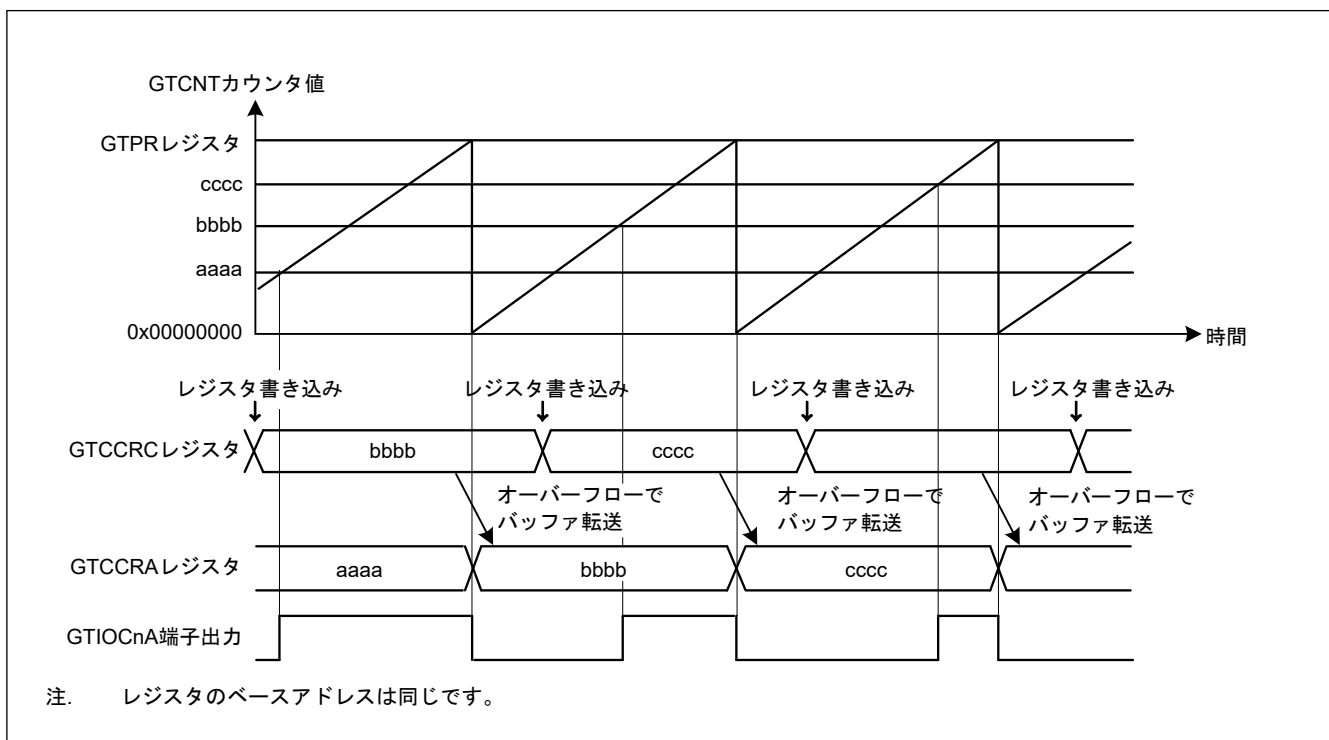 GTCNTカウンタ値
GTPRレジスタ
cccc
bbbb
aaaa
0x00000000
時間
レジスタ書き込み レジスタ書き込み レジスタ書き込み レジスタ書き込み
GTCCRCレジスタ bbbb cccc
オーバーフローで オーバーフローで オーバーフローで
バッファ転送 バッファ転送 バッファ転送
GTCCRAレジスタ aaaa bbbb cccc
GTIOCnA端子出力
注. レジスタのベースアドレスは同じです。